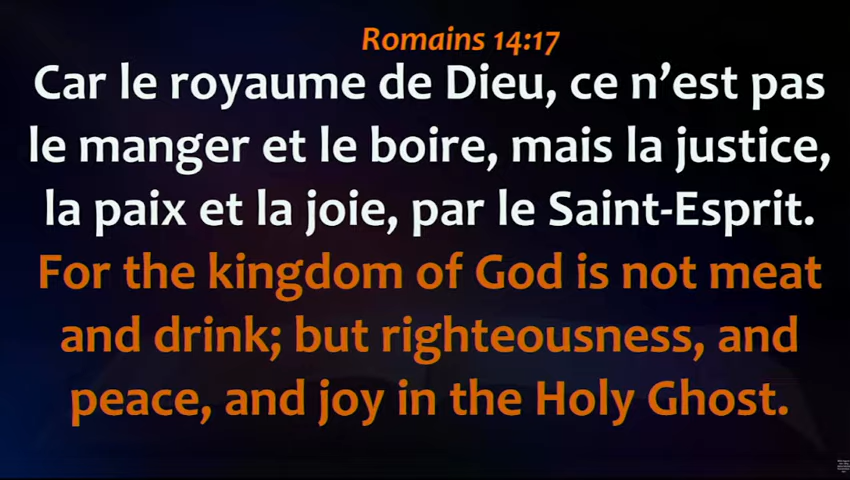 Romains 14:17
Car le royaume de Dieu, ce n’est pas
le manger et le boire, mais la justice,
la paix et la joie, par le Saint-Esprit.
For the kingdom of God is not meat
and drink; but righteousness, and
peace, and joy in the Holy Ghost.